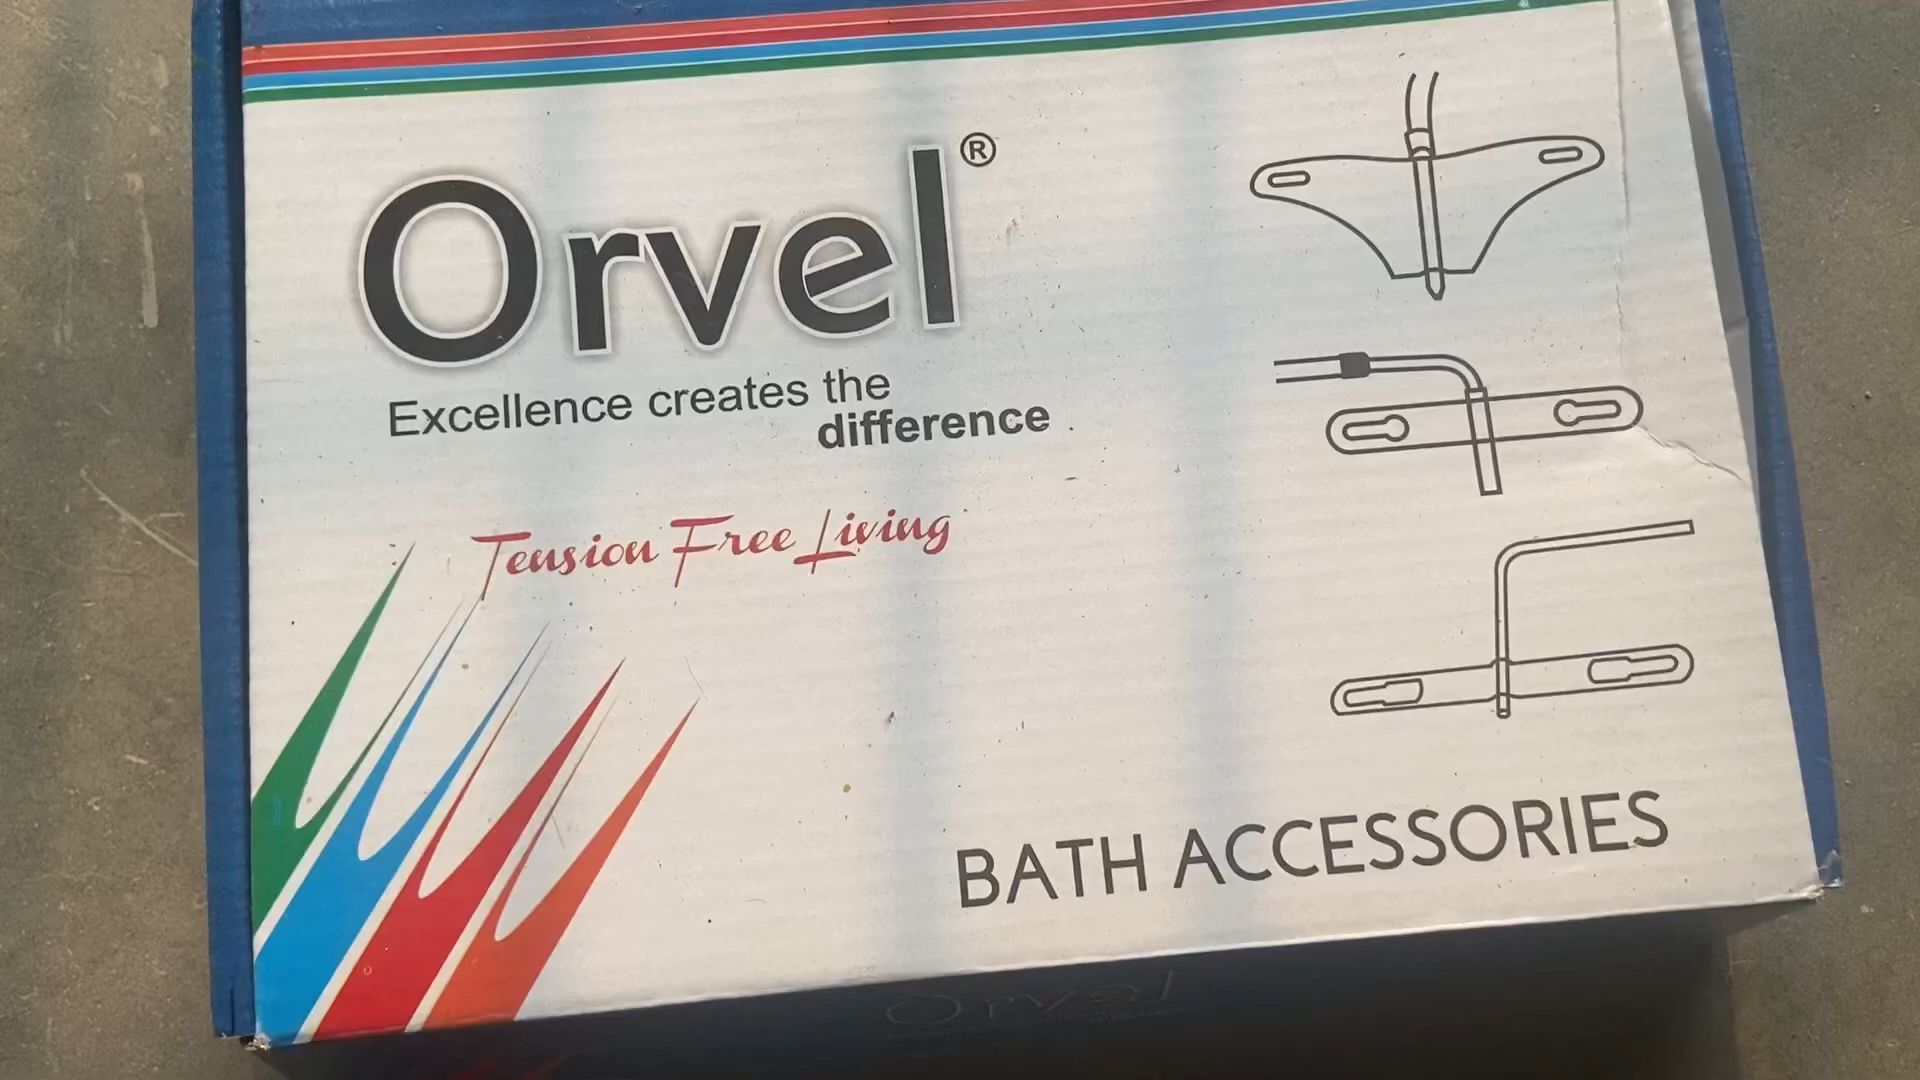 Orvel®
Excellence creates the
difference
Tension Free Living
BATH ACCESSORIES
Orvel